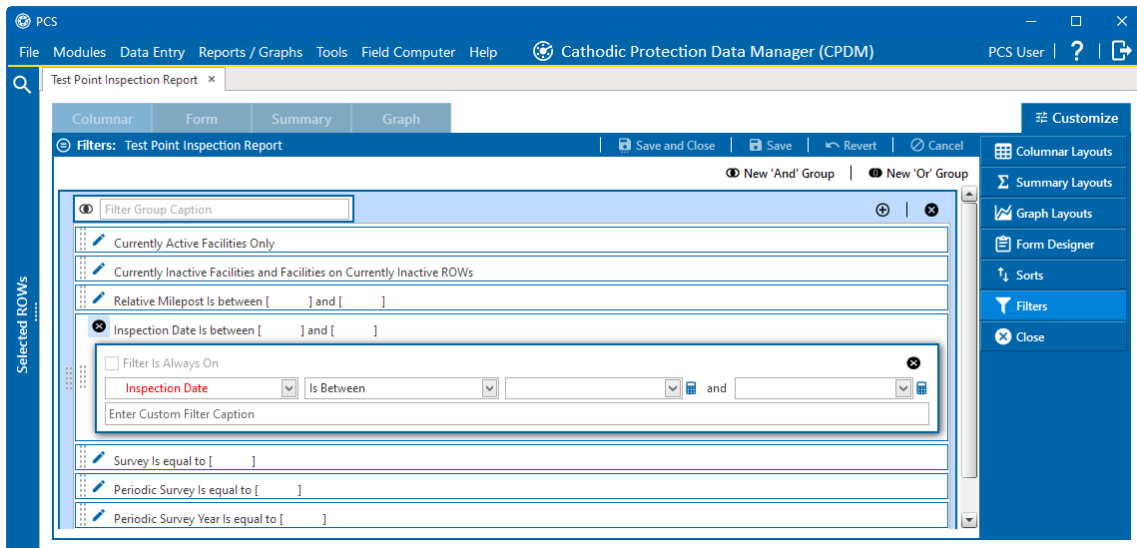 PCS
File Modules Data Entry Reports / Graphs Tools Field Computer Help Cathodic Protection Data Manager (CPDM) PCS User | ? |
Test Point Inspection Report ×
Selected ROWs
Columnar Form Summary Graph Customize
Filters: Test Point Inspection Report | Save and Close | Save | Revert | Cancel
New 'And' Group | New 'Or' Group
Filter Group Caption
Currently Active Facilities Only
Currently Inactive Facilities and Facilities on Currently Inactive ROWs
Relative Milepost Is between [ ] and [ ]
Inspection Date Is between [ ] and [ ]
Filter Is Always On
Inspection Date Is Between and
Enter Custom Filter Caption
Survey Is equal to [ ]
Periodic Survey Is equal to [ ]
Periodic Survey Year Is equal to [ ]
Columnar Layouts
Σ Summary Layouts
Graph Layouts
Form Designer
Sorts
Filters
Close